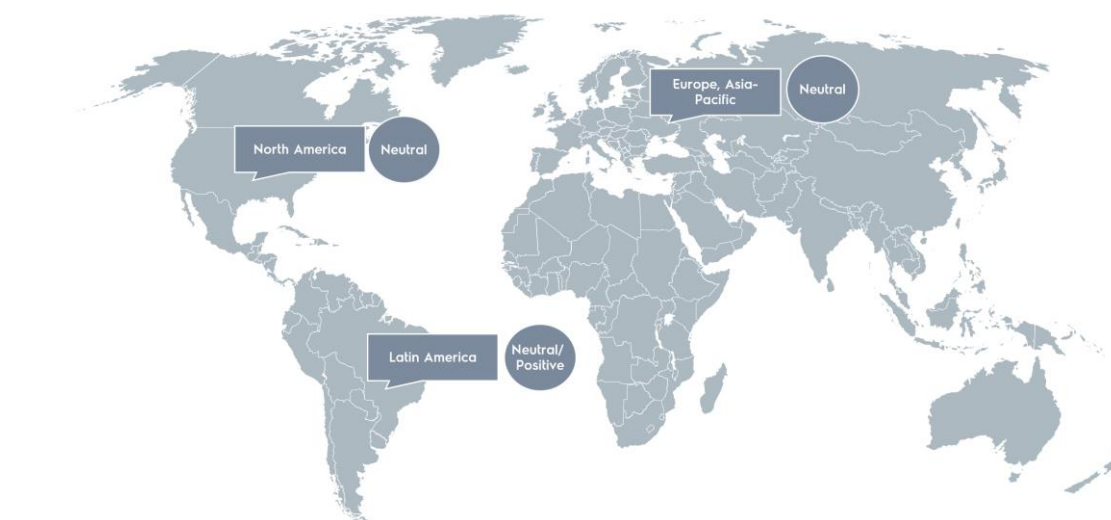 Europe, Asia-
Pacific
Neutral
North America
Neutral
Latin America
Neutral/
Positive